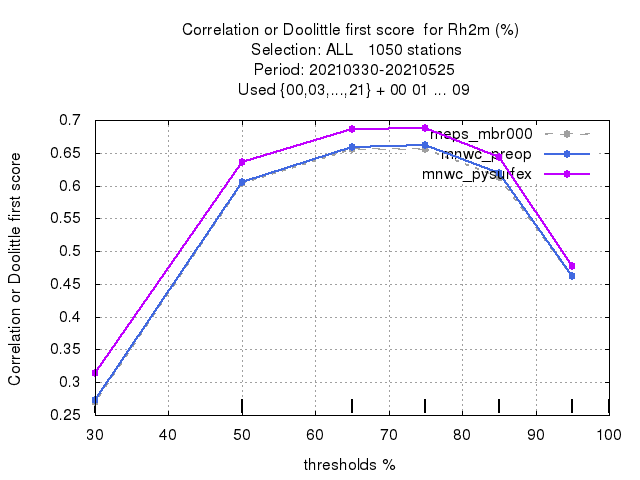 Correlation or Doolittle first score  for Rh2m (%)
Selection: ALL   1050 stations
Period: 20210330-20210525
Used {00,03,...,21} + 00 01 ... 09
Correlation or Doolittle first score
0.7
0.65
0.6
0.55
0.5
0.45
0.4
0.35
0.3
0.25
meps_mbr000
mnwc_preop
mnwc_pysurfex
30 40 50 60 70 80 90 100
thresholds %